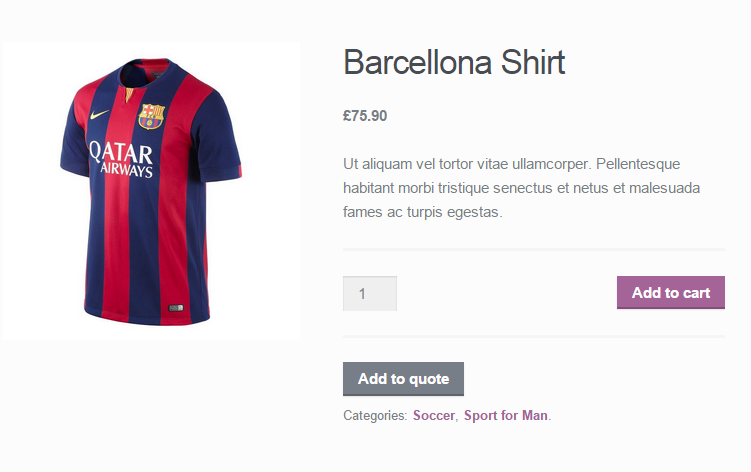 Barcellona Shirt
£75.90
QATAR
AIRWAYS
Ut aliquam vel tortor vitae ullamcorper. Pellentesque
habitant morbi tristique senectus et netus et malesuada
fames ac turpis egestas.
1
Add to cart
Add to quote
Categories: Soccer, Sport for Man.